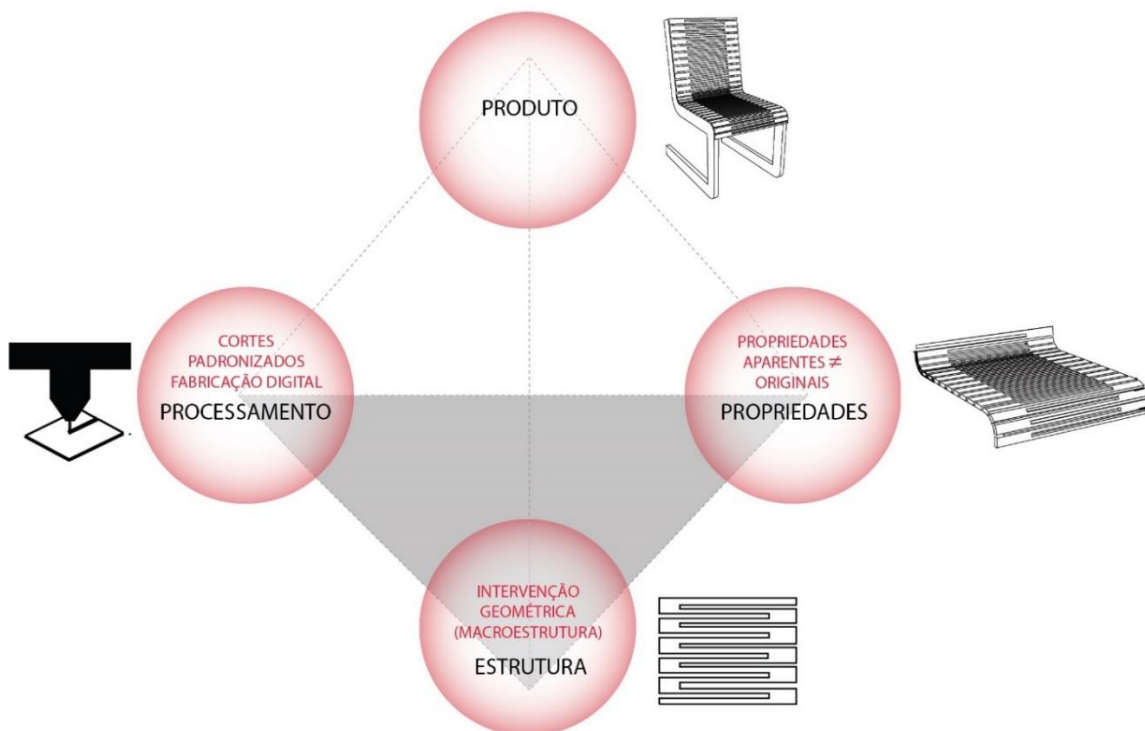 PRODUTO
CORTES
PADRONIZADOS
FABRICAÇÃO DIGITAL
PROCESSAMENTO
PROPRIEDADES
APARENTES ≠
ORIGINAIS
PROPRIEDADES
INTERVENÇÃO
GEOMÉTRICA
(MACROESTRUTURA)
ESTRUTURA